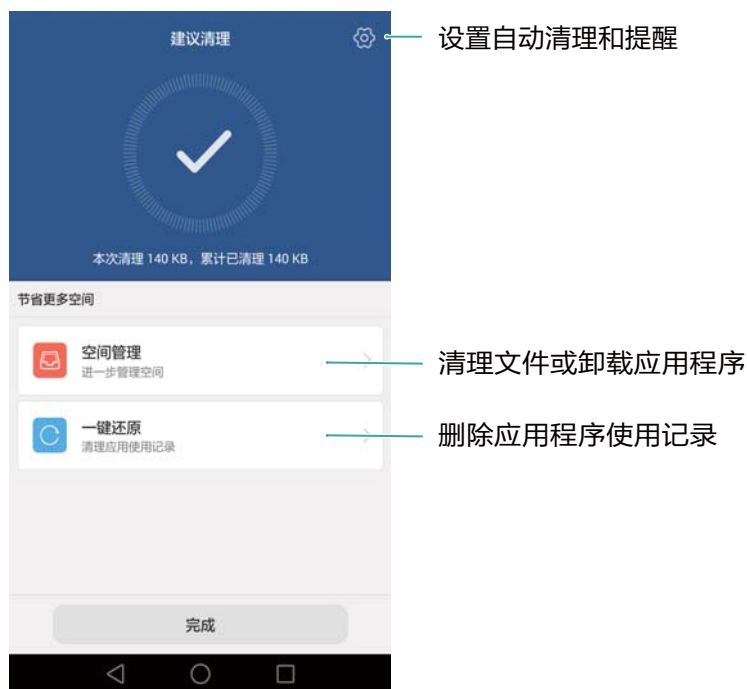 建议清理
设置自动清理和提醒
本次清理 140 KB，累计已清理 140 KB
节省更多空间
空间管理
进一步管理空间
清理文件或卸载应用程序
一键还原
清理应用使用记录
删除应用程序使用记录
完成